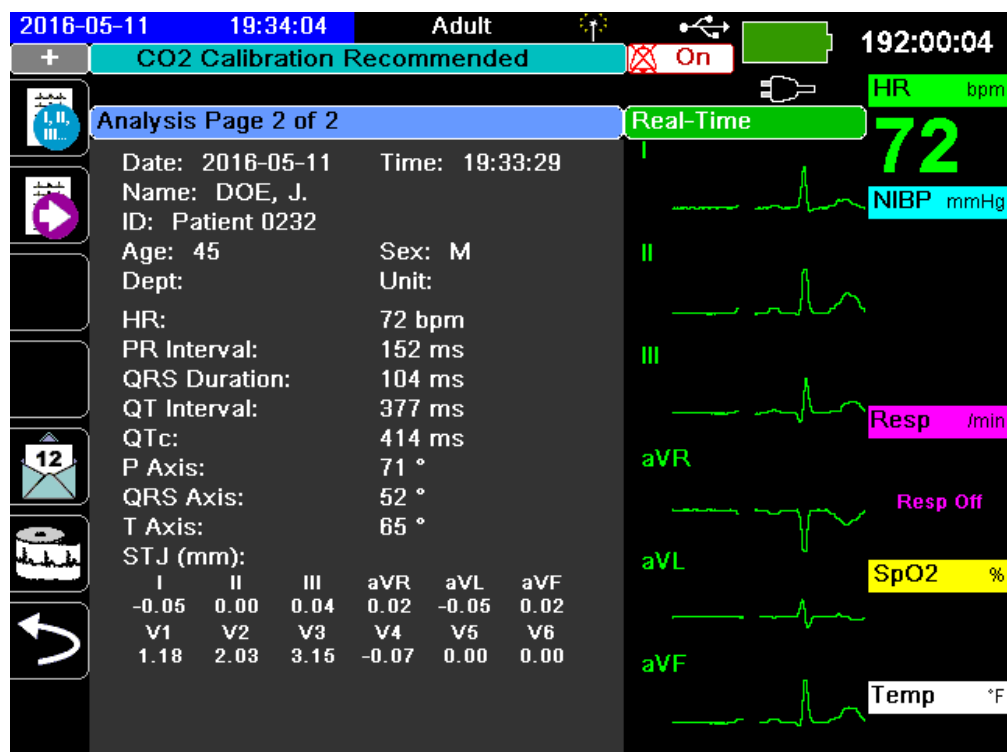 2016-05-11 19:34:04 Adult 192:00:04
+ CO2 Calibration Recommended On
I, II, III...
Analysis Page 2 of 2
Date: 2016-05-11 Time: 19:33:29
Name: DOE, J.
ID: Patient 0232
Age: 45 Sex: M
Dept: Unit:
HR: 72 bpm
PR Interval: 152 ms
QRS Duration: 104 ms
QT Interval: 377 ms
QTc: 414 ms
P Axis: 71 °
QRS Axis: 52 °
T Axis: 65 °
STJ (mm):
I II III aVR aVL aVF
-0.05 0.00 0.04 0.02 -0.05 0.02
V1 V2 V3 V4 V5 V6
1.18 2.03 3.15 -0.07 0.00 0.00
12
Real-Time
I
II
III
aVR
aVL
aVF
HR bpm
72
NIBP mmHg
Resp /min
Resp Off
SpO2 %
Temp °F